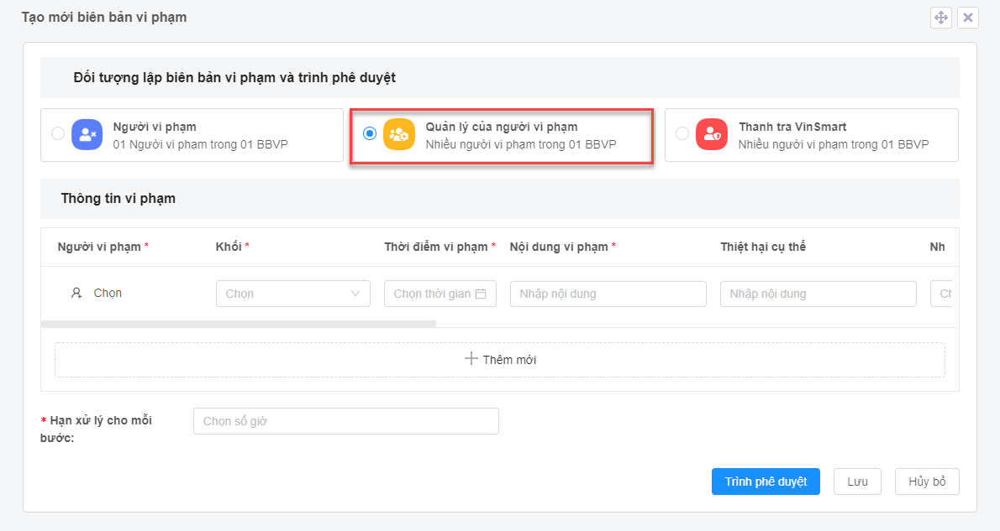 Tạo mới biên bản vi phạm
Đối tượng lập biên bản vi phạm và trình phê duyệt
Người vi phạm
01 Người vi phạm trong 01 BBVP
Quản lý của người vi phạm
Nhiều người vi phạm trong 01 BBVP
Thanh tra VinSmart
Nhiều người vi phạm trong 01 BBVP
Thông tin vi phạm
Người vi phạm * Khối * Thời điểm vi phạm * Nội dung vi phạm * Thiệt hại cụ thể Nh
Chọn Chọn Chọn thời gian Nhập nội dung Nhập nội dung Ch
Thêm mới
* Hạn xử lý cho mỗi
bước:
Chọn số giờ
Trình phê duyệt Lưu Hủy bỏ